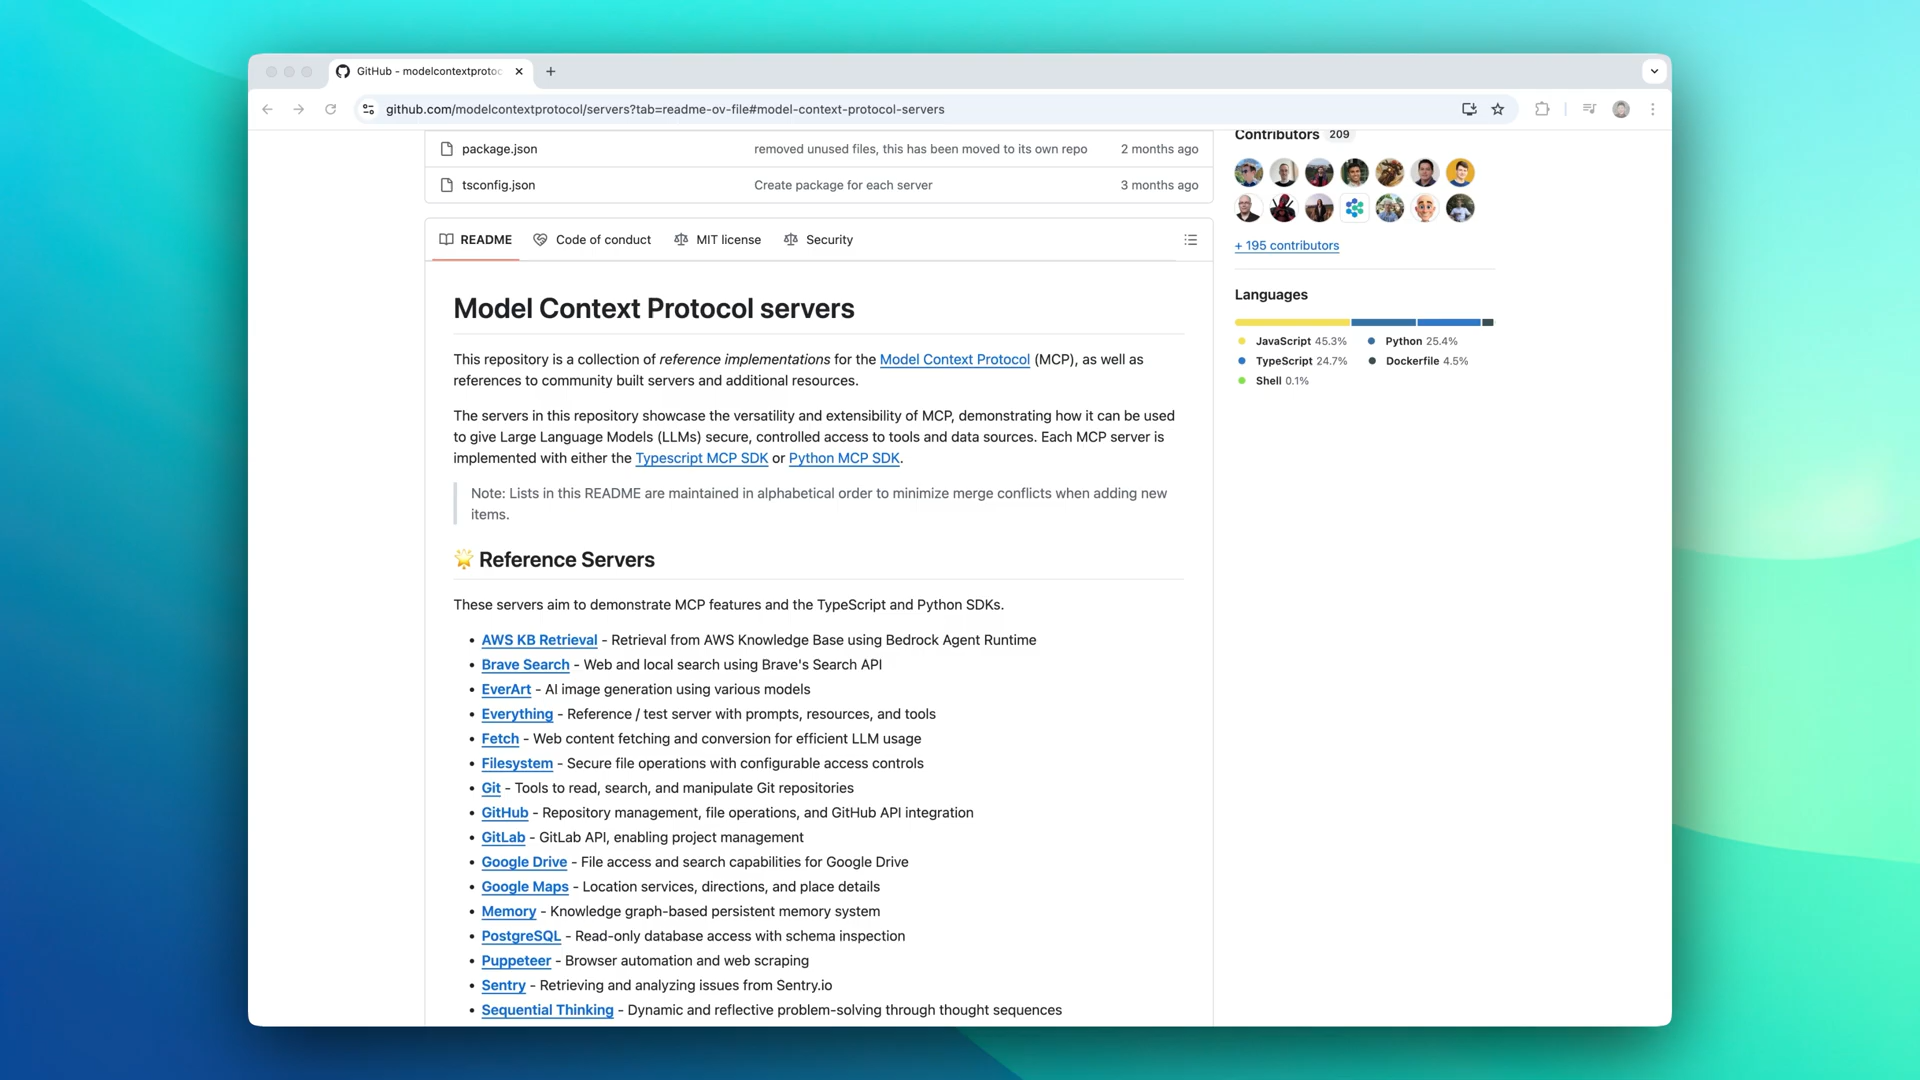 GitHub - modelcontextprotoc
github.com/modelcontextprotocol/servers?tab=readme-ov-file#model-context-protocol-servers
package.json removed unused files, this has been moved to its own repo 2 months ago
tsconfig.json Create package for each server 3 months ago
README Code of conduct MIT license Security
Model Context Protocol servers
This repository is a collection of reference implementations for the Model Context Protocol (MCP), as well as
references to community built servers and additional resources.
The servers in this repository showcase the versatility and extensibility of MCP, demonstrating how it can be used
to give Large Language Models (LLMs) secure, controlled access to tools and data sources. Each MCP server is
implemented with either the Typescript MCP SDK or Python MCP SDK.
Note: Lists in this README are maintained in alphabetical order to minimize merge conflicts when adding new
items.
🌟 Reference Servers
These servers aim to demonstrate MCP features and the TypeScript and Python SDKs.
• AWS KB Retrieval - Retrieval from AWS Knowledge Base using Bedrock Agent Runtime
• Brave Search - Web and local search using Brave's Search API
• EverArt - AI image generation using various models
• Everything - Reference / test server with prompts, resources, and tools
• Fetch - Web content fetching and conversion for efficient LLM usage
• Filesystem - Secure file operations with configurable access controls
• Git - Tools to read, search, and manipulate Git repositories
• GitHub - Repository management, file operations, and GitHub API integration
• GitLab - GitLab API, enabling project management
• Google Drive - File access and search capabilities for Google Drive
• Google Maps - Location services, directions, and place details
• Memory - Knowledge graph-based persistent memory system
• PostgreSQL - Read-only database access with schema inspection
• Puppeteer - Browser automation and web scraping
• Sentry - Retrieving and analyzing issues from Sentry.io
• Sequential Thinking - Dynamic and reflective problem-solving through thought sequences
Contributors 209
+ 195 contributors
Languages
JavaScript 45.3% Python 25.4%
TypeScript 24.7% Dockerfile 4.5%
Shell 0.1%